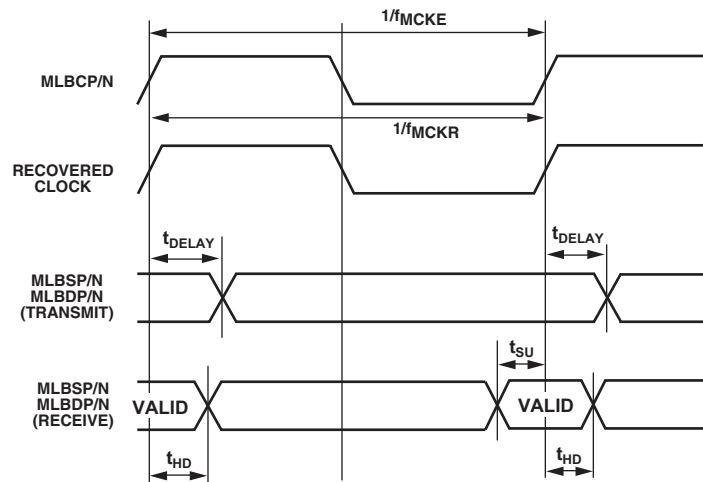 1/fMCKE
MLBCP/N
1/fMCKR
RECOVERED
CLOCK
tDELAY
tDELAY
MLBSP/N
MLBDP/N
(TRANSMIT)
tSU
MLBSP/N
MLBDP/N
(RECEIVE)
VALID
VALID
tHD
tHD